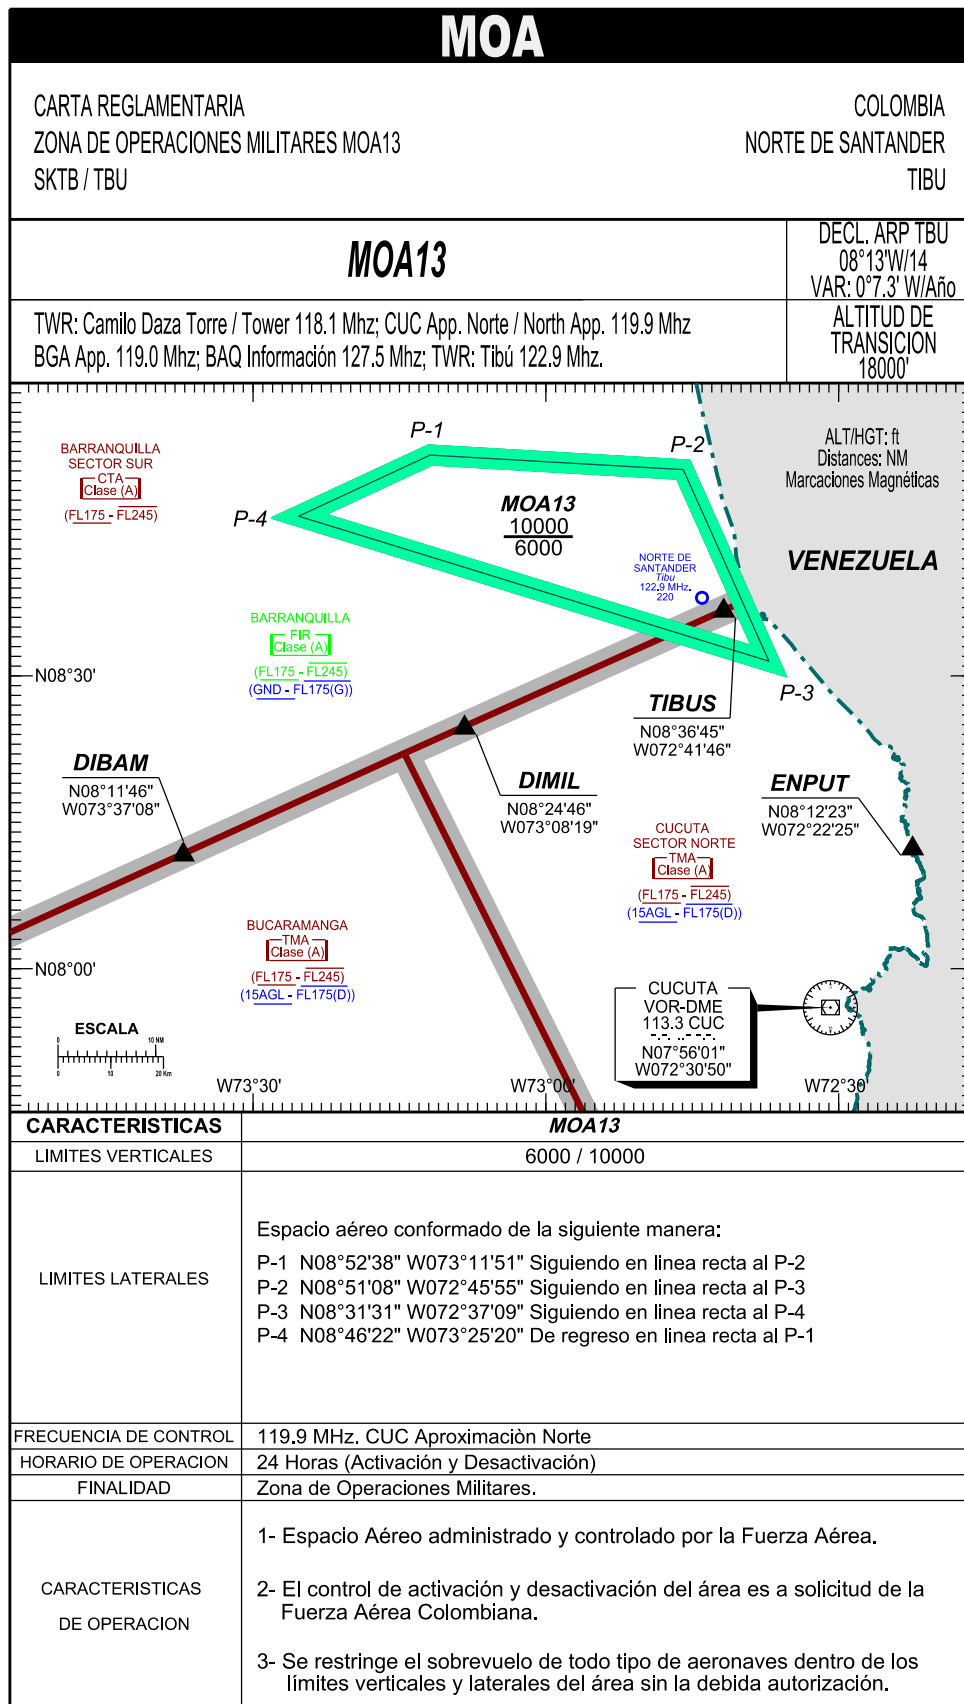 MOA
CARTA REGLAMENTARIA
ZONA DE OPERACIONES MILITARES MOA13
SKTB / TBU
COLOMBIA
NORTE DE SANTANDER
TIBU
MOA13
DECL. ARP TBU
08°13'W/14
VAR: 0°7.3' W/Año
TWR: Camilo Daza Torre / Tower 118.1 Mhz; CUC App. Norte / North App. 119.9 Mhz
BGA App. 119.0 Mhz; BAQ Información 127.5 Mhz; TWR: Tibú 122.9 Mhz.
ALTITUD DE
TRANSICION
18000'
P-1
P-2
ALT/HGT: ft
Distances: NM
Marcaciones Magnéticas
BARRANQUILLA
SECTOR SUR
CTA
Clase (A)
(FL175 - FL245)
P-4
MOA13
10000
6000
VENEZUELA
NORTE DE
SANTANDER
Tibu
122.9 MHz.
220
BARRANQUILLA
FIR
Clase (A)
(FL175 - FL245)
(GND - FL175(G))
N08°30'
P-3
TIBUS
N08°36'45"
W072°41'46"
DIBAM
N08°11'46"
W073°37'08"
DIMIL
N08°24'46"
W073°08'19"
ENPUT
N08°12'23"
W072°22'25"
CUCUTA
SECTOR NORTE
TMA
Clase (A)
(FL175 - FL245)
(15AGL - FL175(D))
BUCARAMANGA
TMA
Clase (A)
(FL175 - FL245)
(15AGL - FL175(D))
N08°00'
CUCUTA
VOR-DME
113.3 CUC
N07°56'01"
W072°30'50"
ESCALA
0 10 NM
0 10 20 Km
W73°30'
W73°00'
W72°30'
CARACTERISTICAS
MOA13
LIMITES VERTICALES
6000 / 10000
LIMITES LATERALES
Espacio aéreo conformado de la siguiente manera:
P-1 N08°52'38" W073°11'51" Siguiendo en linea recta al P-2
P-2 N08°51'08" W072°45'55" Siguiendo en linea recta al P-3
P-3 N08°31'31" W072°37'09" Siguiendo en linea recta al P-4
P-4 N08°46'22" W073°25'20" De regreso en linea recta al P-1
FRECUENCIA DE CONTROL
119.9 MHz. CUC Aproximaciòn Norte
HORARIO DE OPERACION
24 Horas (Activación y Desactivación)
FINALIDAD
Zona de Operaciones Militares.
CARACTERISTICAS
DE OPERACION
1- Espacio Aéreo administrado y controlado por la Fuerza Aérea.
2- El control de activación y desactivación del área es a solicitud de la
Fuerza Aérea Colombiana.
3- Se restringe el sobrevuelo de todo tipo de aeronaves dentro de los
límites verticales y laterales del área sin la debida autorización.